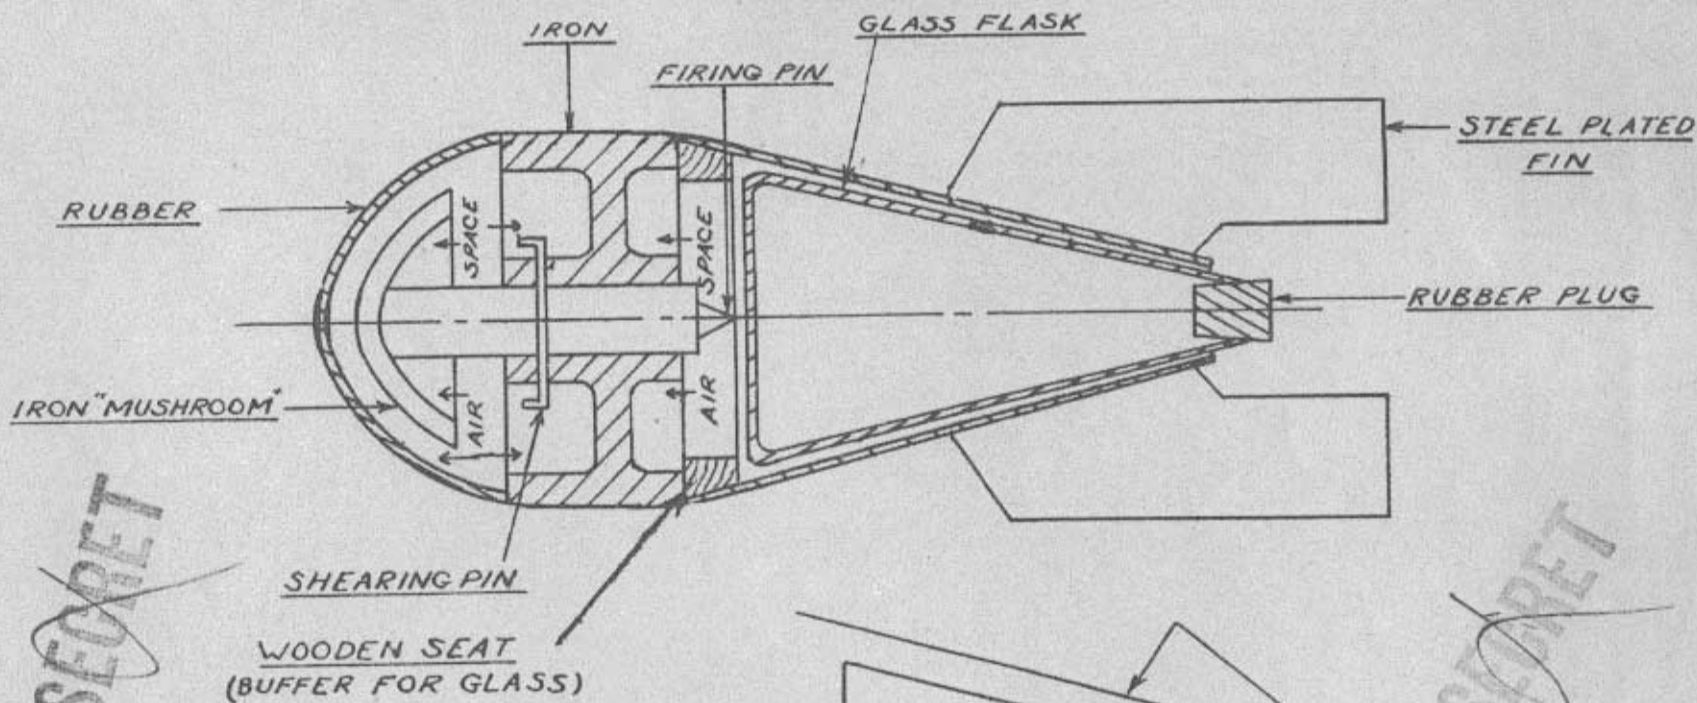 IRON
GLASS FLASK
FIRING PIN
STEEL PLATED
FIN
RUBBER
SPACE
SPACE
RUBBER PLUG
IRON "MUSHROOM"
AIR
AIR
SHEARING PIN
WOODEN SEAT
(BUFFER FOR GLASS)
SECRET
SECRET